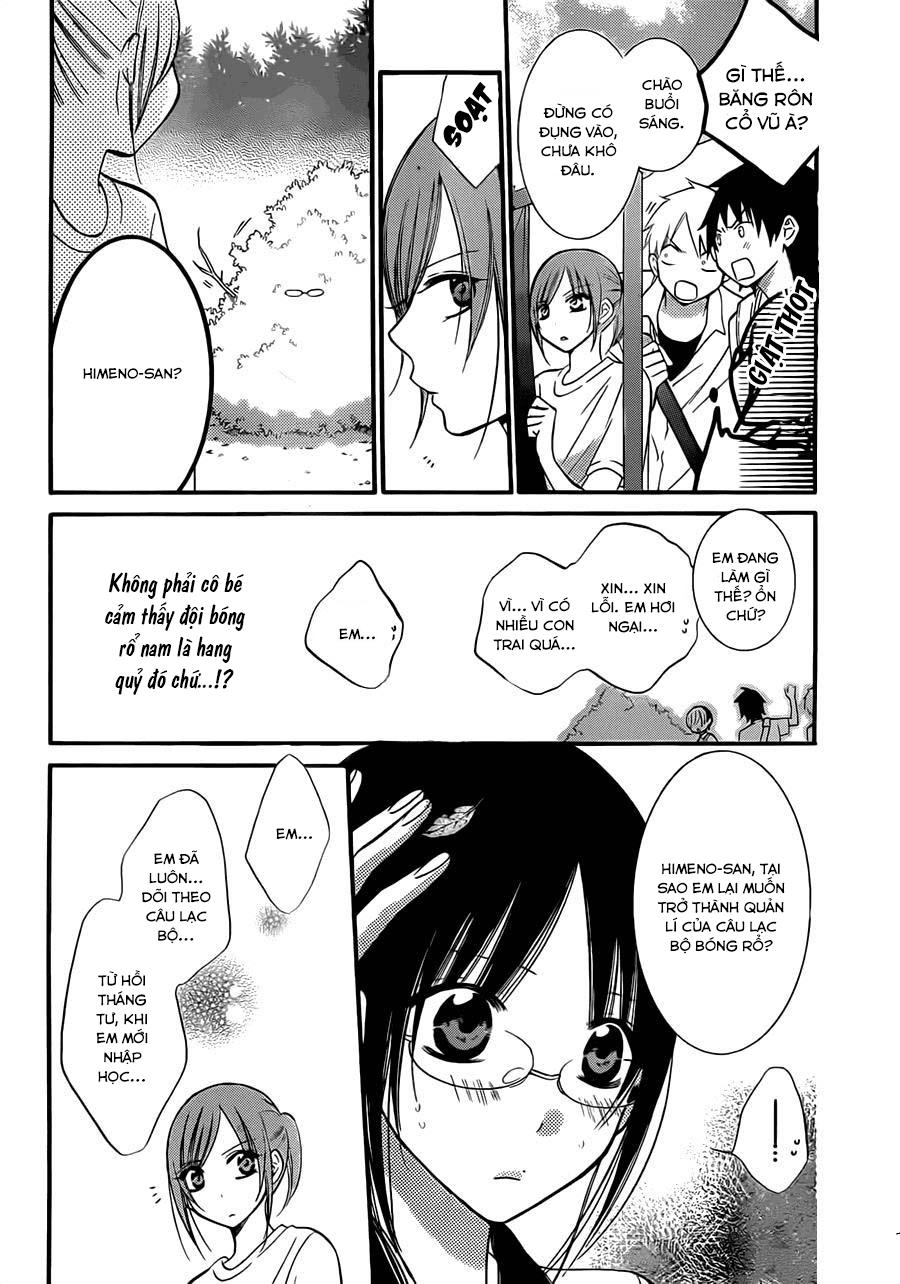 GÌ THẾ...
BĂNG RÔN
CỔ VŨ À?
CHÀO
BUỔI
SÁNG.
ĐỪNG CÓ
ĐỤNG VÀO,
CHƯA KHÔ
ĐÂU.
GIẬT THỘT
SOẠT
HIMENO-SAN?
EM ĐANG
LÀM GÌ
THẾ? ỔN
CHỨ?
XIN... XIN
LỖI. EM HƠI
NGẠI...
VÌ... VÌ CÓ
NHIỀU CON
TRAI QUÁ...
EM...
Không phải cô bé
cảm thấy đội bóng
rổ nam là hang
quỷ đó chứ...!?
HIMENO-SAN, TẠI
SAO EM LẠI MUỐN
TRỞ THÀNH QUẢN
LÍ CỦA CÂU LẠC
BỘ BÓNG RỔ?
...!
EM...
EM ĐÃ
LUÔN...
DÕI THEO
CÂU LẠC
BỘ...
TỪ HỒI
THÁNG
TƯ, KHI
EM MỚI
NHẬP
HỌC...